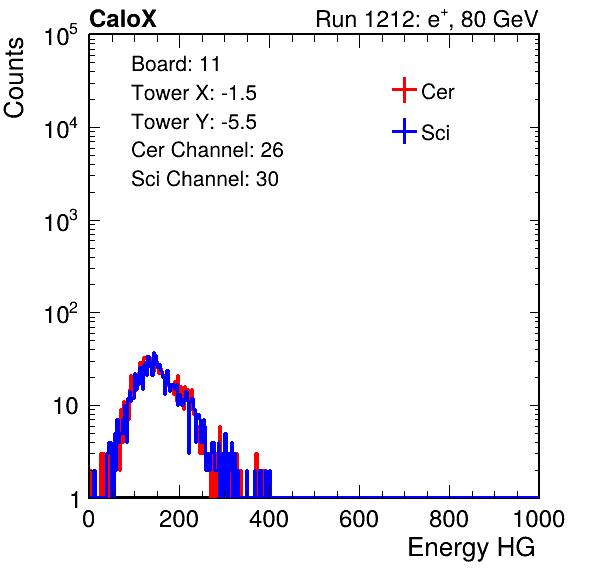 CaloX Run 1212: e⁺, 80 GeV
Counts
Board: 11
Tower X: -1.5
Tower Y: -5.5
Cer Channel: 26
Sci Channel: 30
Cer
Sci
10⁵
10⁴
10³
10²
10
1
0 200 400 600 800 1000
Energy HG